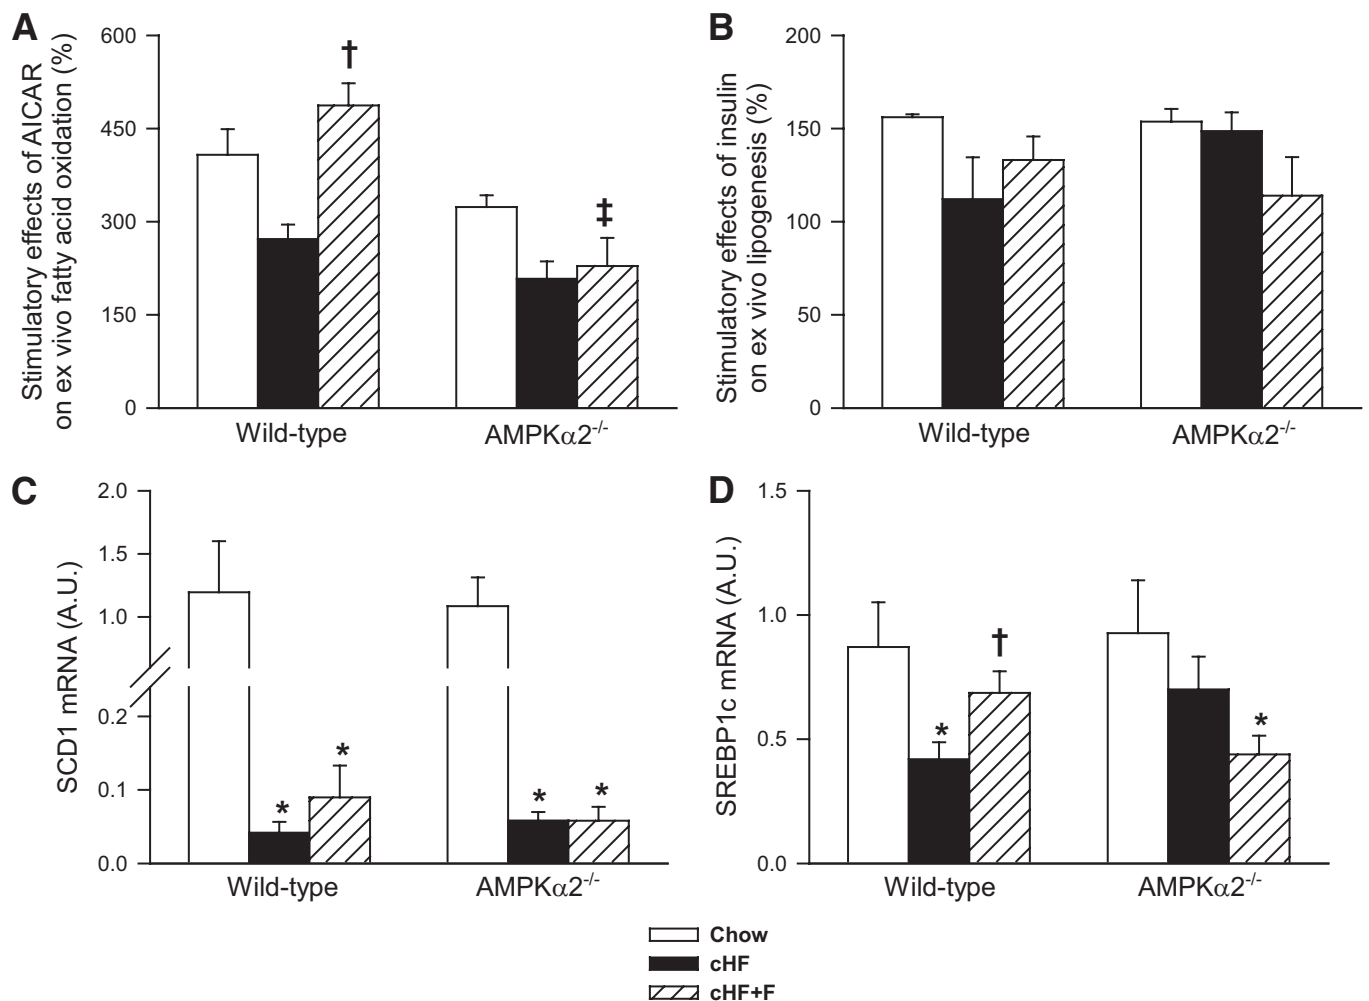 A
Stimulatory effects of AICAR
on ex vivo fatty acid oxidation (%)
600
450
300
150
0
†
‡
Wild-type
AMPKα2-/-
B
Stimulatory effects of insulin
on ex vivo lipogenesis (%)
200
150
100
50
0
Wild-type
AMPKα2-/-
C
SCD1 mRNA (A.U.)
2.0
1.5
1.0
0.2
0.1
0.0
*
*
*
*
Wild-type
AMPKα2-/-
D
SREBP1c mRNA (A.U.)
1.5
1.0
0.5
0.0
*
†
*
Wild-type
AMPKα2-/-
Chow
cHF
cHF+F